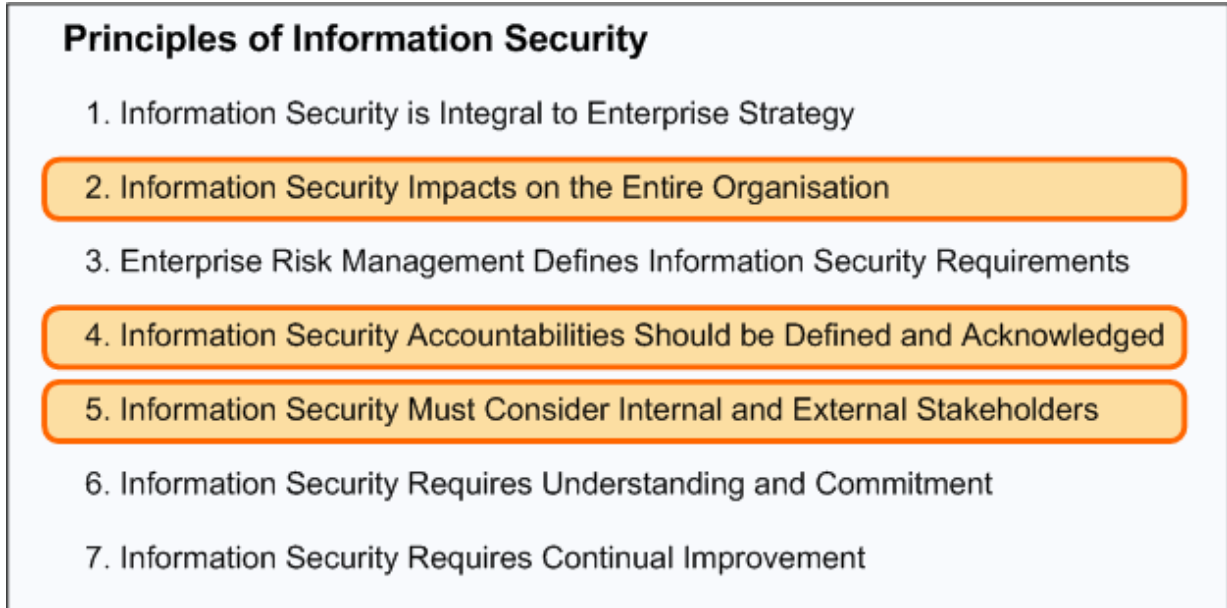 Principles of Information Security
1. Information Security is Integral to Enterprise Strategy
2. Information Security Impacts on the Entire Organisation
3. Enterprise Risk Management Defines Information Security Requirements
4. Information Security Accountabilities Should be Defined and Acknowledged
5. Information Security Must Consider Internal and External Stakeholders
6. Information Security Requires Understanding and Commitment
7. Information Security Requires Continual Improvement